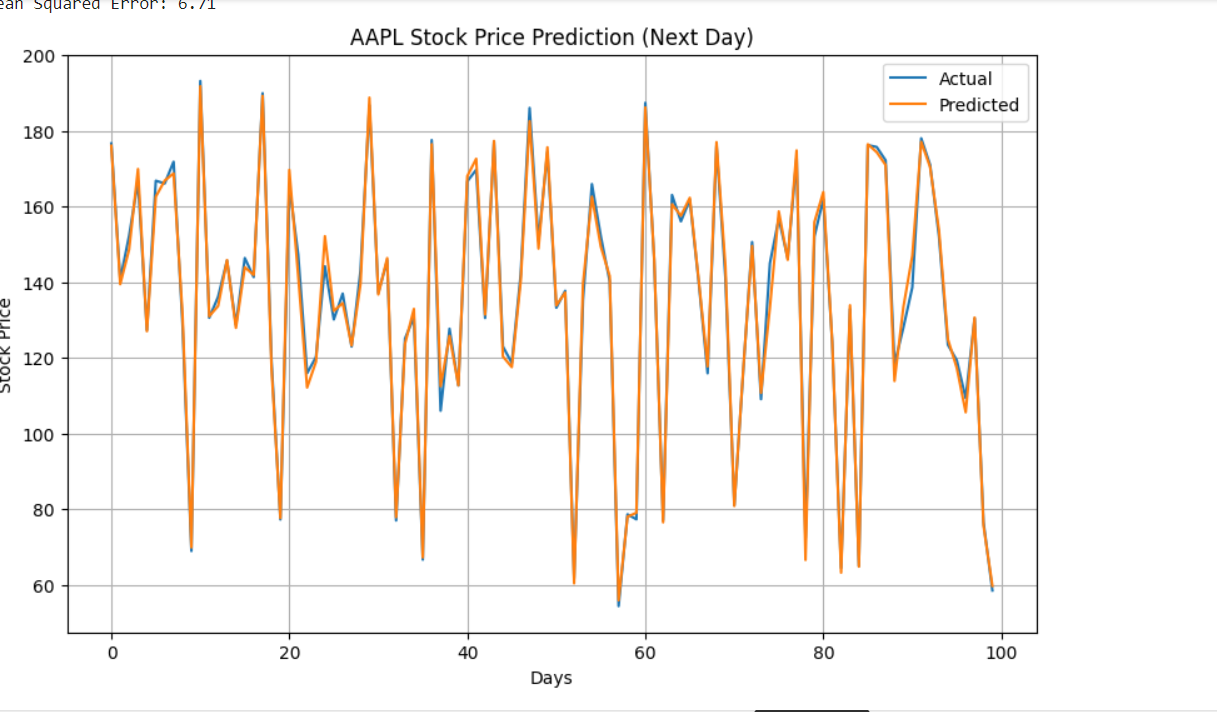 ean Squared Error: 6.71
AAPL Stock Price Prediction (Next Day)
Actual
Predicted
200
180
160
140
120
100
80
60
Stock Price
0 20 40 60 80 100
Days